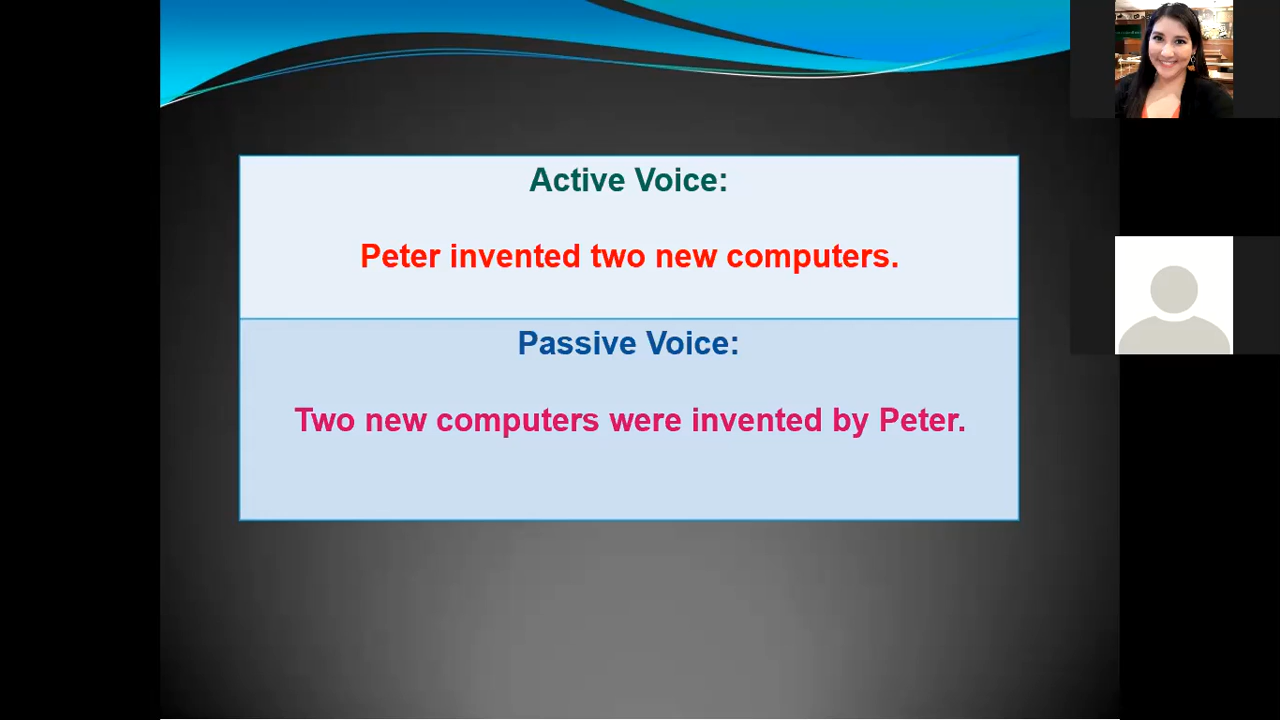 Active Voice:
Peter invented two new computers.
Passive Voice:
Two new computers were invented by Peter.